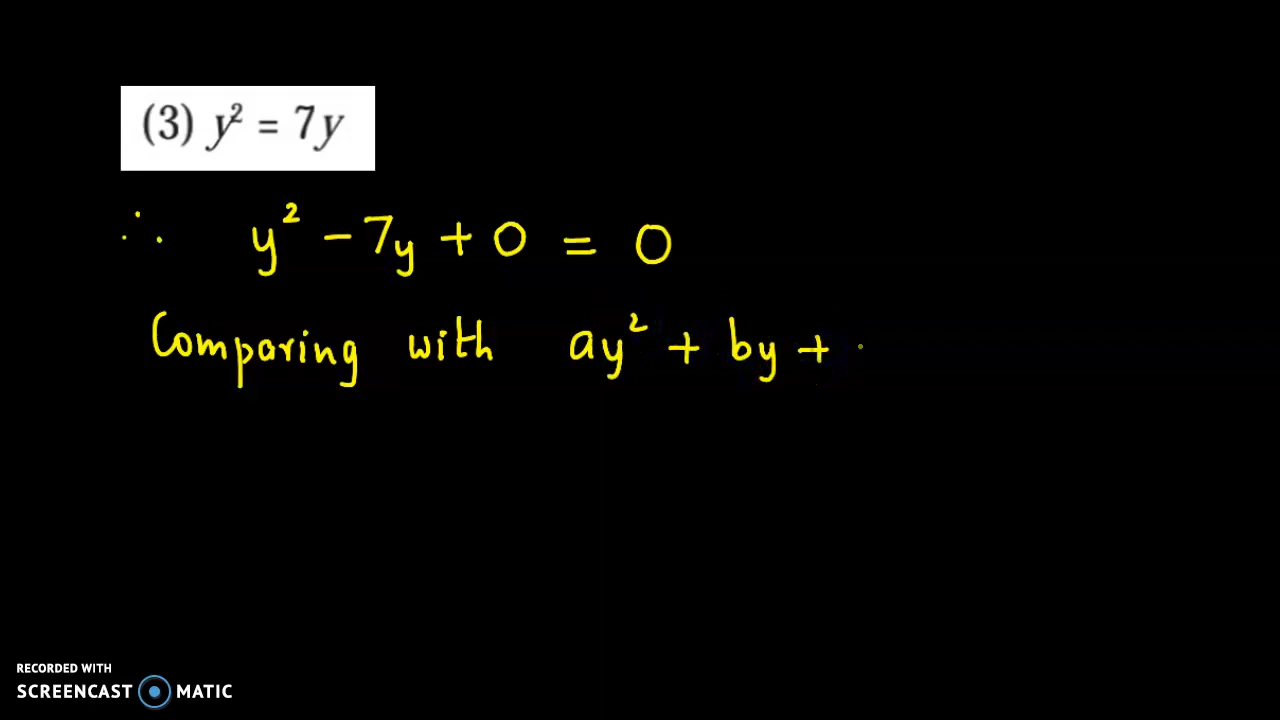 (3) y² = 7y
∴ y² - 7y + 0 = 0
Comparing with ay² + by +
RECORDED WITH
SCREENCAST MATIC